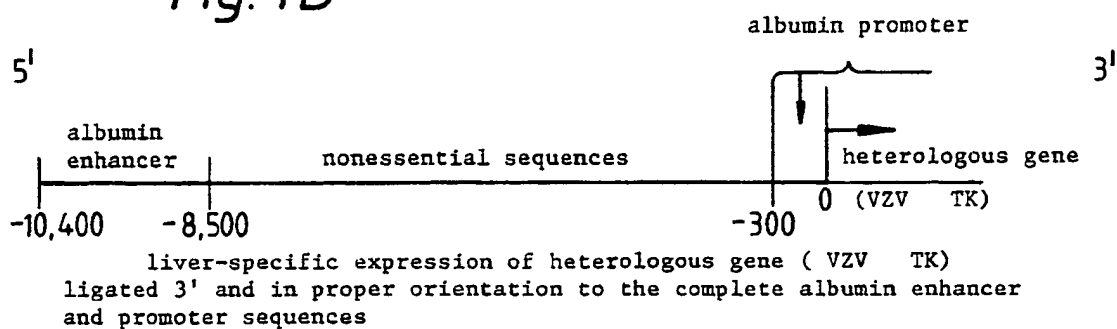 Fig. 1B
albumin promoter
5' 3'
albumin
enhancer nonessential sequences heterologous gene
-10,400 -8,500 -300 0 (VZV TK)
liver-specific expression of heterologous gene ( VZV TK)
ligated 3' and in proper orientation to the complete albumin enhancer
and promoter sequences